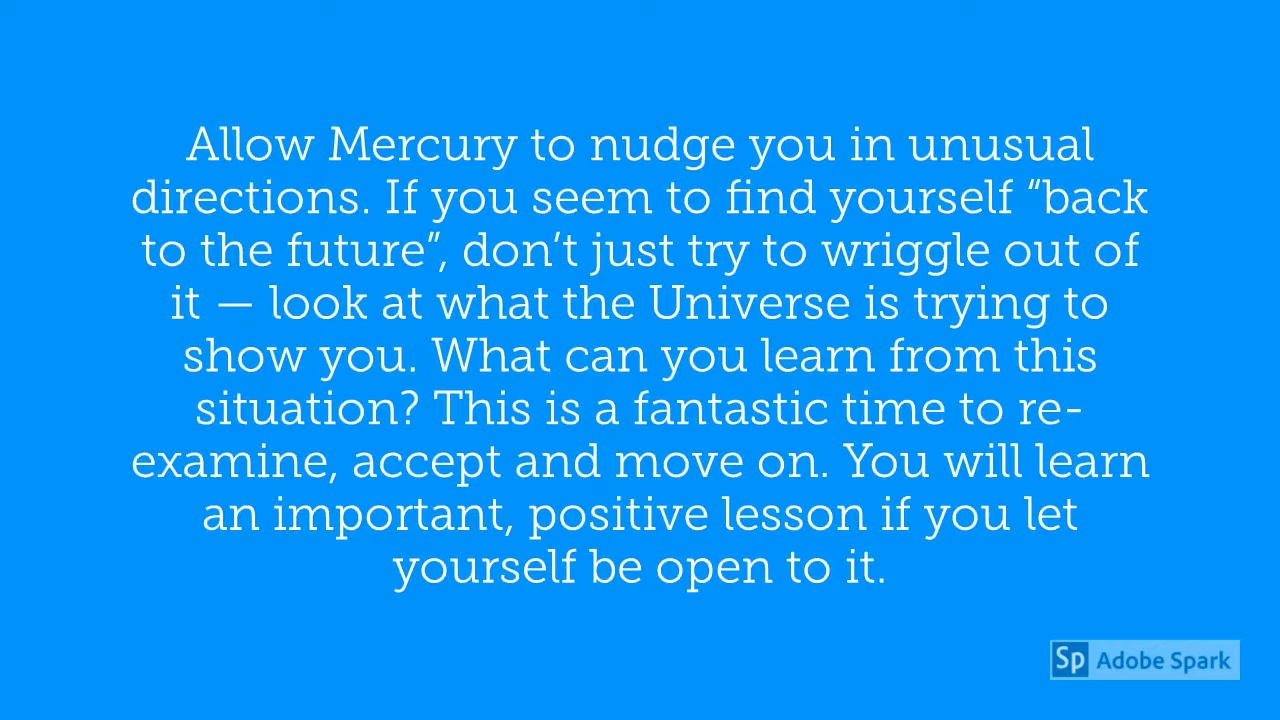 Allow Mercury to nudge you in unusual
directions. If you seem to find yourself “back
to the future”, don’t just try to wriggle out of
it — look at what the Universe is trying to
show you. What can you learn from this
situation? This is a fantastic time to re-
examine, accept and move on. You will learn
an important, positive lesson if you let
yourself be open to it.
Sp Adobe Spark